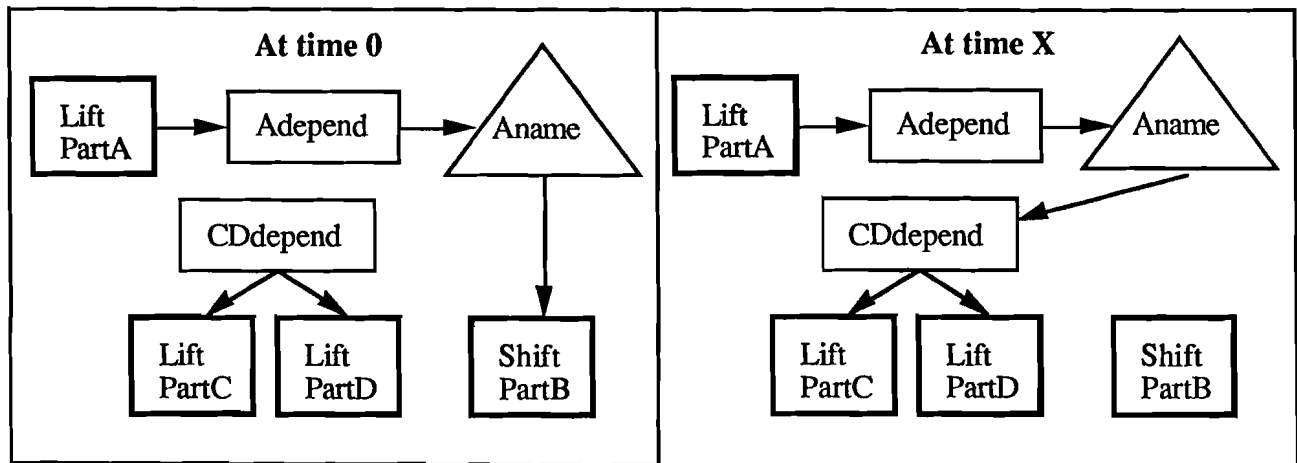 At time 0
Lift
PartA
Adepend
Aname
CDdepend
Lift
PartC
Lift
PartD
Shift
PartB
At time X
Lift
PartA
Adepend
Aname
CDdepend
Lift
PartC
Lift
PartD
Shift
PartB